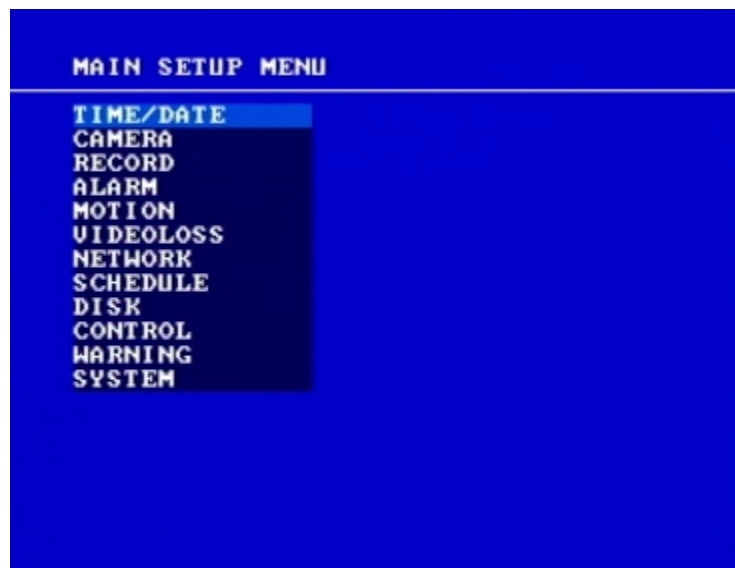 MAIN SETUP MENU
TIME/DATE
CAMERA
RECORD
ALARM
MOTION
VIDEOLOSS
NETWORK
SCHEDULE
DISK
CONTROL
WARNING
SYSTEM